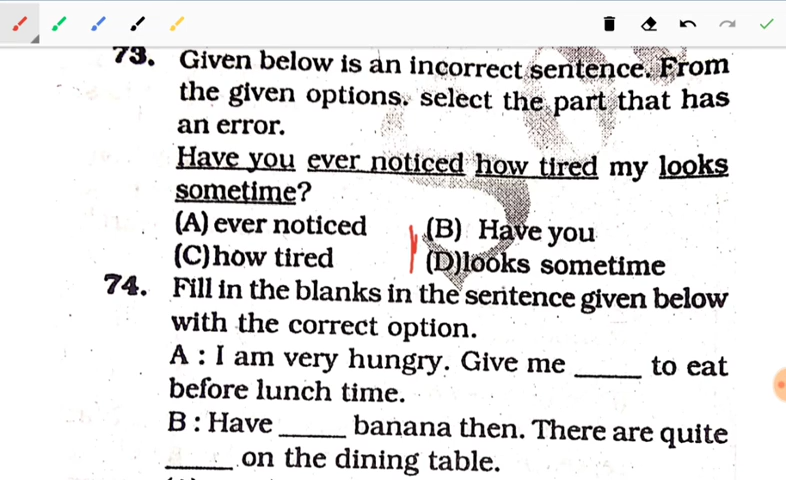 73. Given below is an incorrect sentence. From
the given options, select the part that has
an error.
Have you ever noticed how tired my looks
sometime?
(A) ever noticed (B) Have you
(C)how tired (D)looks sometime
74. Fill in the blanks in the sentence given below
with the correct option.
A : I am very hungry. Give me _____ to eat
before lunch time.
B : Have _____ banana then. There are quite
_____ on the dining table.